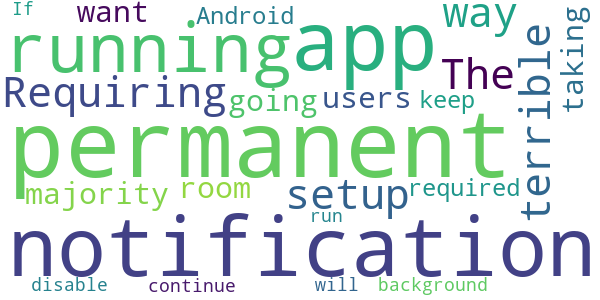 If want Android way
running app The terrible taking
Requiring going users keep
permanent
majority room setup required
run
notification
disable continue will background